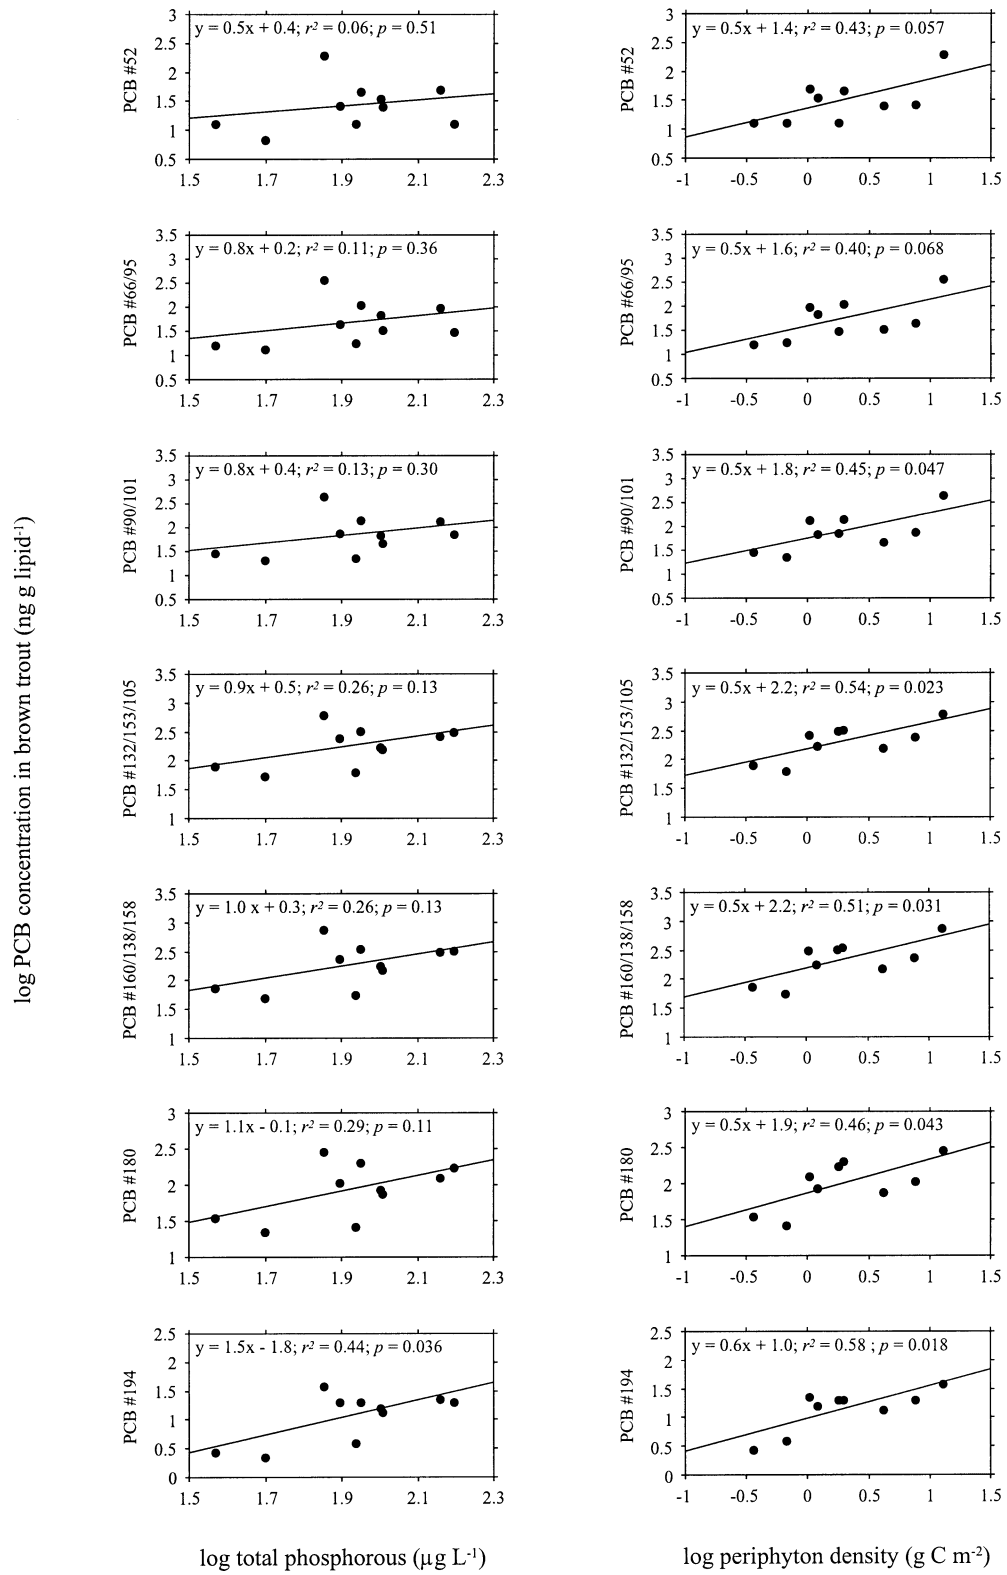 log PCB concentration in brown trout (ng g lipid⁻¹)
PCB #52
y = 0.5x + 0.4; r² = 0.06; p = 0.51
3
2.5
2
1.5
1
0.5
1.5 1.7 1.9 2.1 2.3
PCB #52
y = 0.5x + 1.4; r² = 0.43; p = 0.057
3
2.5
2
1.5
1
0.5
-1 -0.5 0 0.5 1 1.5
PCB #66/95
y = 0.8x + 0.2; r² = 0.11; p = 0.36
3.5
3
2.5
2
1.5
1
0.5
1.5 1.7 1.9 2.1 2.3
PCB #66/95
y = 0.5x + 1.6; r² = 0.40; p = 0.068
3.5
3
2.5
2
1.5
1
0.5
-1 -0.5 0 0.5 1 1.5
PCB #90/101
y = 0.8x + 0.4; r² = 0.13; p = 0.30
3.5
3
2.5
2
1.5
1
0.5
1.5 1.7 1.9 2.1 2.3
PCB #90/101
y = 0.5x + 1.8; r² = 0.45; p = 0.047
3.5
3
2.5
2
1.5
1
0.5
-1 -0.5 0 0.5 1 1.5
PCB #132/153/105
y = 0.9x + 0.5; r² = 0.26; p = 0.13
3.5
3
2.5
2
1.5
1
1.5 1.7 1.9 2.1 2.3
PCB #132/153/105
y = 0.5x + 2.2; r² = 0.54; p = 0.023
3.5
3
2.5
2
1.5
1
-1 -0.5 0 0.5 1 1.5
PCB #160/138/158
y = 1.0 x + 0.3; r² = 0.26; p = 0.13
3.5
3
2.5
2
1.5
1
1.5 1.7 1.9 2.1 2.3
PCB #160/138/158
y = 0.5x + 2.2; r² = 0.51; p = 0.031
3.5
3
2.5
2
1.5
1
-1 -0.5 0 0.5 1 1.5
PCB #180
y = 1.1x - 0.1; r² = 0.29; p = 0.11
3
2.5
2
1.5
1
1.5 1.7 1.9 2.1 2.3
PCB #180
y = 0.5x + 1.9; r² = 0.46; p = 0.043
3
2.5
2
1.5
1
-1 -0.5 0 0.5 1 1.5
PCB #194
y = 1.5x - 1.8; r² = 0.44; p = 0.036
2.5
2
1.5
1
0.5
0
1.5 1.7 1.9 2.1 2.3
PCB #194
y = 0.6x + 1.0; r² = 0.58 ; p = 0.018
2.5
2
1.5
1
0.5
0
-1 -0.5 0 0.5 1 1.5
log total phosphorous (µg L⁻¹)
log periphyton density (g C m⁻²)